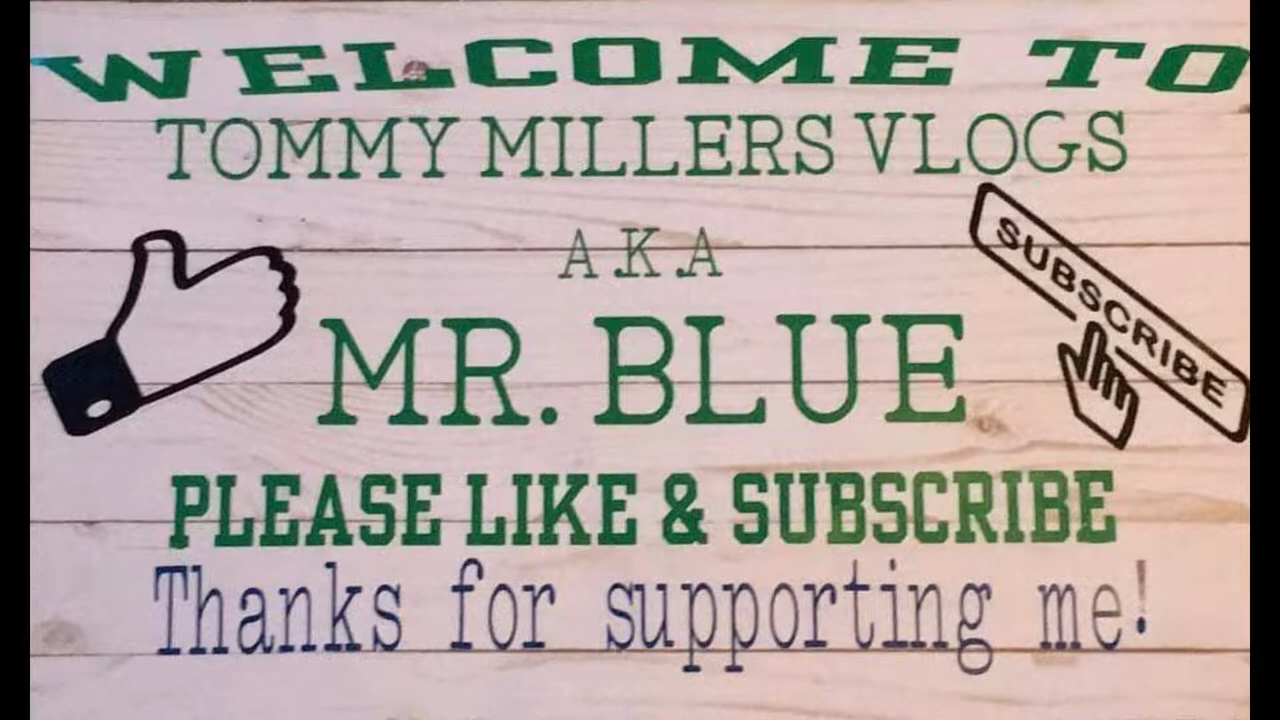 WELCOME TO
TOMMY MILLERS VLOGS
A.K.A
SUBSCRIBE
MR. BLUE
PLEASE LIKE & SUBSCRIBE
Thanks for supporting me!